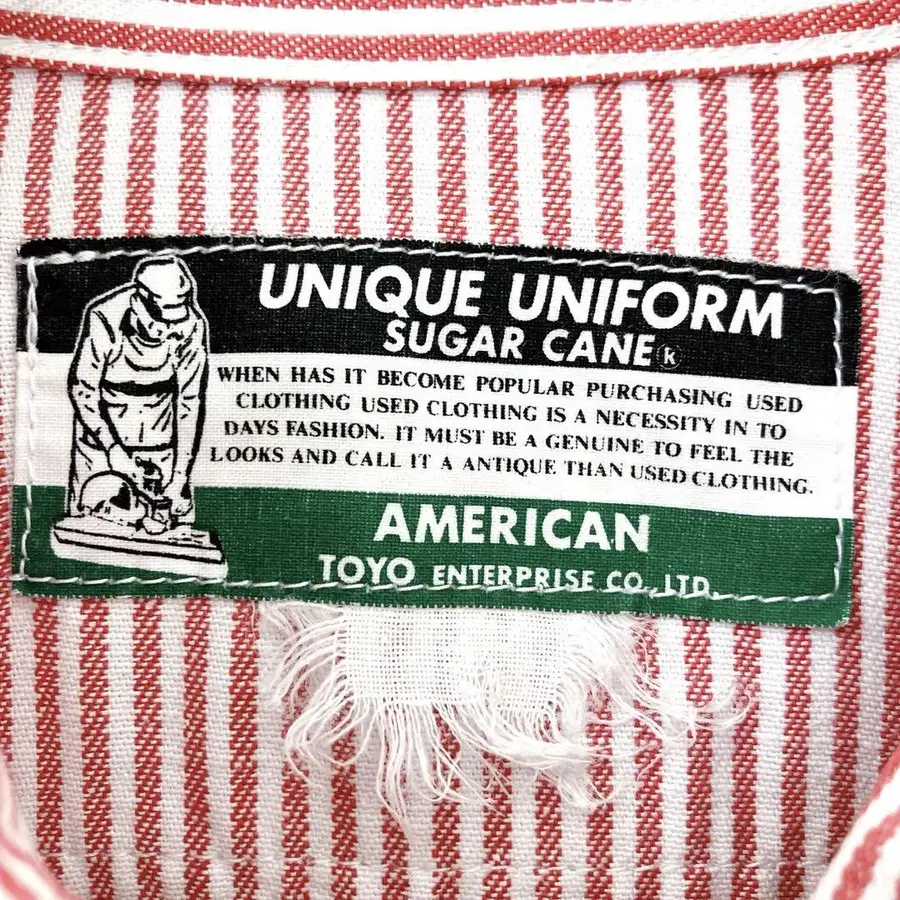 UNIQUE UNIFORM
SUGAR CANE®
WHEN HAS IT BECOME POPULAR PURCHASING USED
CLOTHING USED CLOTHING IS A NECESSITY IN TO
DAYS FASHION. IT MUST BE A GENUINE TO FEEL THE
LOOKS AND CALL IT A ANTIQUE THAN USED CLOTHING.
AMERICAN
TOYO ENTERPRISE CO., LTD.